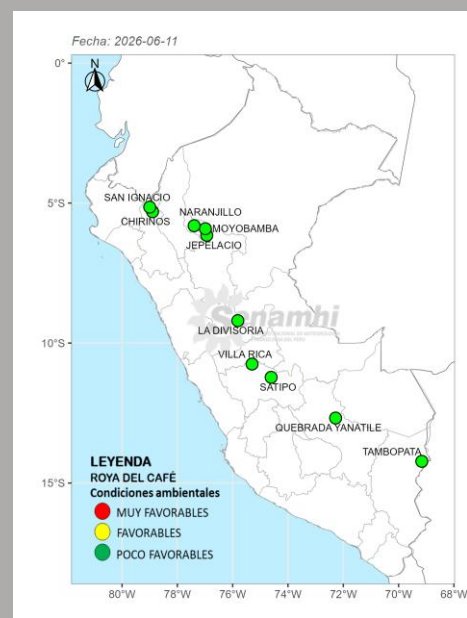 Fecha: 2026-06-11
N
0°
SAN IGNACIO
NARANJILLO
5°S
CHIRINOS
MOYOBAMBA
JEPELACIO
Senamhi
LA DIVISORIA
10°S
VILLA RICA
SATIPO
QUEBRADA YANATILE
TAMBOPATA
LEYENDA
ROYA DEL CAFÉ
Condiciones ambientales
15°S
MUY FAVORABLES
FAVORABLES
POCO FAVORABLES
80°W 78°W 76°W 74°W 72°W 70°W 68°W